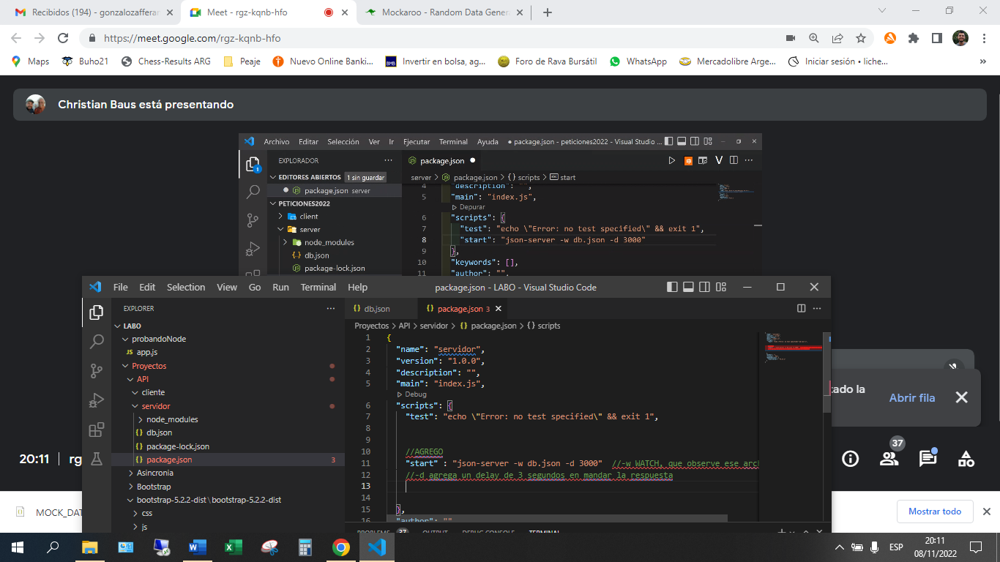 Recibidos (194) - gonzalozafferar
Meet - rgz-kqnb-hfo
Mockaroo - Random Data Genera
https://meet.google.com/rgz-kqnb-hfo
Maps
Buho21
Chess-Results ARG
Peaje
Nuevo Online Banki...
Invertir en bolsa, ag...
Foro de Rava Bursátil
WhatsApp
Mercadolibre Arge...
Iniciar sesión • liche...
»
Christian Baus está presentando
Archivo Editar Selección Ver Ir Ejecutar Terminal Ayuda
● package.json - peticiones2022 - Visual Studio ...
EXPLORADOR
package.json
EDITORES ABIERTOS 1 sin guardar
package.json server
PETICIONES2022
client
server
node_modules
db.json
package-lock.json
server > package.json > {} scripts > start
4 "description": "",
5 "main": "index.js",
Depurar
6 "scripts": {
7 "test": "echo \"Error: no test specified\" && exit 1",
8 "start": "json-server -w db.json -d 3000"
9 },
10 "keywords": [],
11 "author": "",
File Edit Selection View Go Run Terminal Help
package.json - LABO - Visual Studio Code
EXPLORER
LABO
probandoNode
app.js
Proyectos
API
cliente
servidor
node_modules
db.json
package-lock.json
package.json 3
Asincronia
Bootstrap
bootstrap-5.2.2-dist \ bootstrap-5.2.2-dist
css
js
db.json
package.json 3
Proyectos > API > servidor > {} package.json > {} scripts
1 {
2 "name": "servidor",
3 "version": "1.0.0",
4 "description": "",
5 "main": "index.js",
Debug
6 "scripts": {
7 "test": "echo \"Error: no test specified\" && exit 1",
8
9
10 //AGREGO
11 "start" : "json-server -w db.json -d 3000" //-w WATCH, que observe ese arc
12 //-d agrega un delay de 3 segundos en mandar la respuesta
13
14
15 },
16 "author": ""
PROBLEMS 37 OUTPUT DEBUG CONSOLE TERMINAL
tado la
Abrir fila
20:11 | rg
37
MOCK_DAT
Mostrar todo
ESP
20:11
08/11/2022